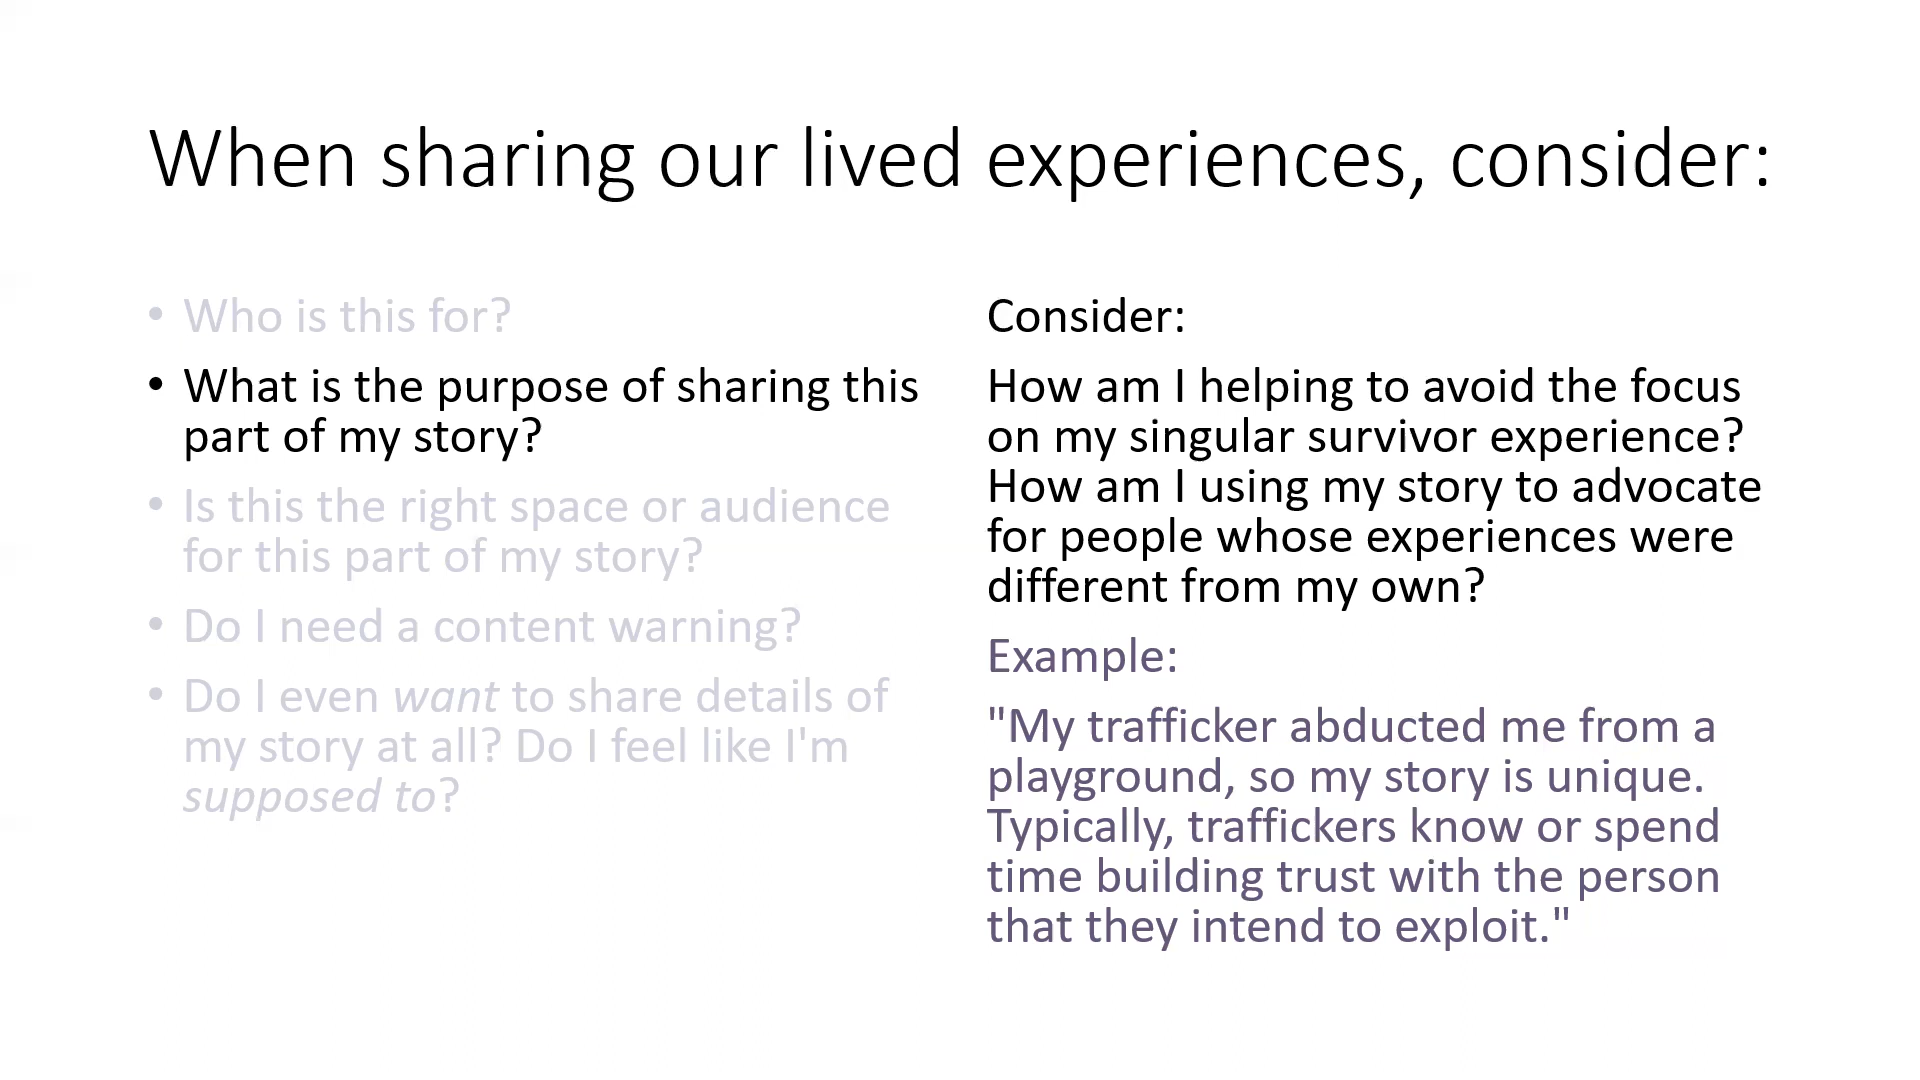 When sharing our lived experiences, consider:
• Who is this for?
• What is the purpose of sharing this
part of my story?
• Is this the right space or audience
for this part of my story?
• Do I need a content warning?
• Do I even want to share details of
my story at all? Do I feel like I'm
supposed to?
Consider:
How am I helping to avoid the focus
on my singular survivor experience?
How am I using my story to advocate
for people whose experiences were
different from my own?
Example:
"My trafficker abducted me from a
playground, so my story is unique.
Typically, traffickers know or spend
time building trust with the person
that they intend to exploit."